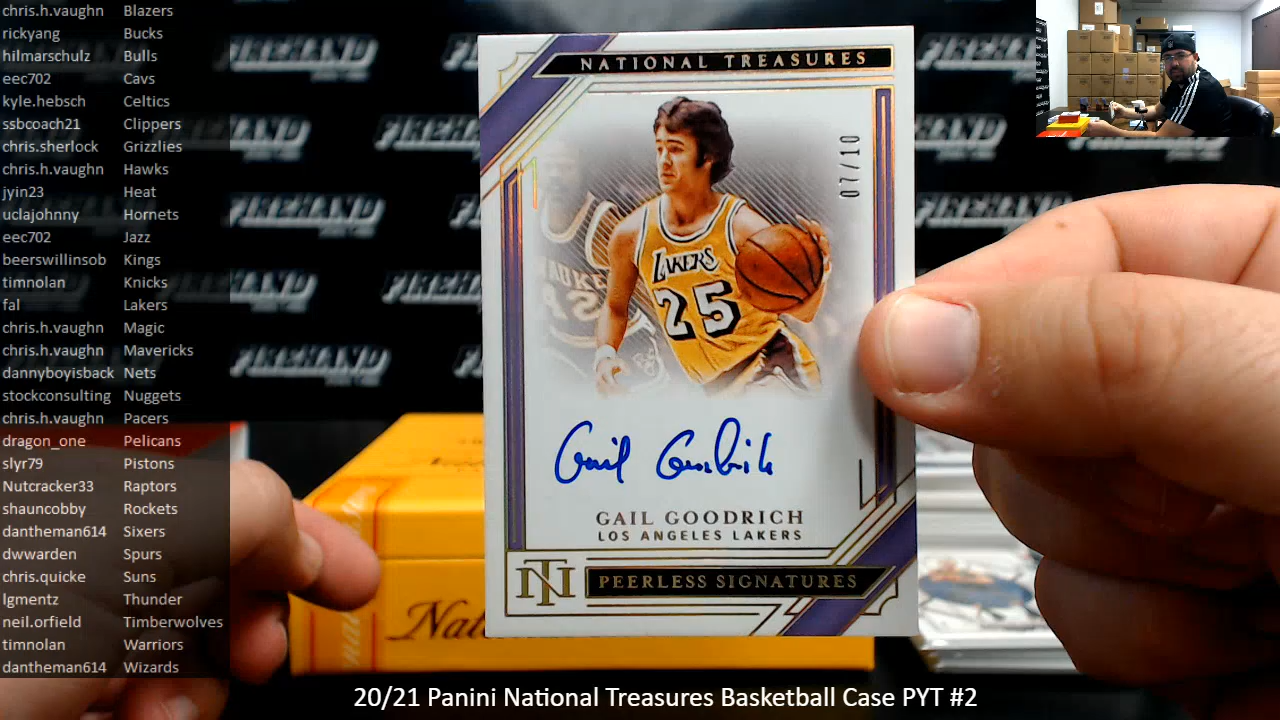 chris.h.vaughn Blazers
rickyang Bucks
hilmarschulz Bulls
eec702 Cavs
kyle.hebsch Celtics
ssbcoach21 Clippers
chris.sherlock Grizzlies
chris.h.vaughn Hawks
jyin23 Heat
uclajohnny Hornets
eec702 Jazz
beerswillinsob Kings
timnolan Knicks
fal Lakers
chris.h.vaughn Magic
chris.h.vaughn Mavericks
dannyboyisback Nets
stockconsulting Nuggets
chris.h.vaughn Pacers
dragon_one Pelicans
slyr79 Pistons
Nutcracker33 Raptors
shauncobby Rockets
dantheman614 Sixers
dwwarden Spurs
chris.quicke Suns
lgmentz Thunder
neil.orfield Timberwolves
timnolan Warriors
dantheman614 Wizards
FIREHAND
NATIONAL TREASURES
07/10
LAKERS
25
Gail Goodrich
GAIL GOODRICH
LOS ANGELES LAKERS
NT PEERLESS SIGNATURES
Nat
20/21 Panini National Treasures Basketball Case PYT #2